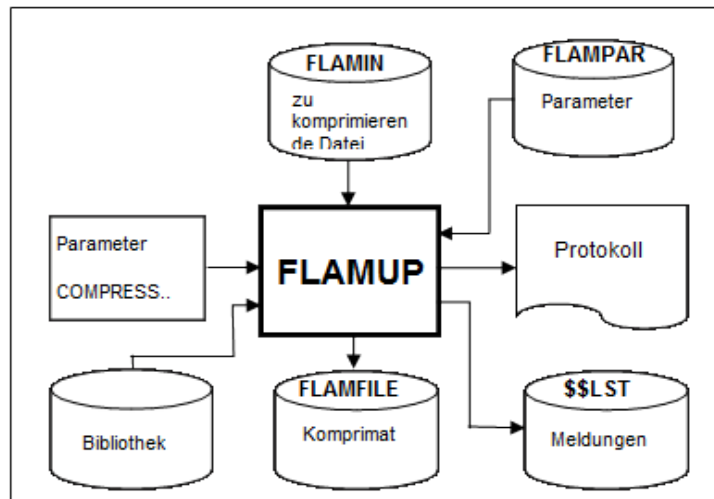 FLAMIN
zu
komprimieren
de Datei
FLAMPAR
Parameter
Parameter
COMPRESS..
FLAMUP
Protokoll
Bibliothek
FLAMFILE
Komprimat
$$LST
Meldungen